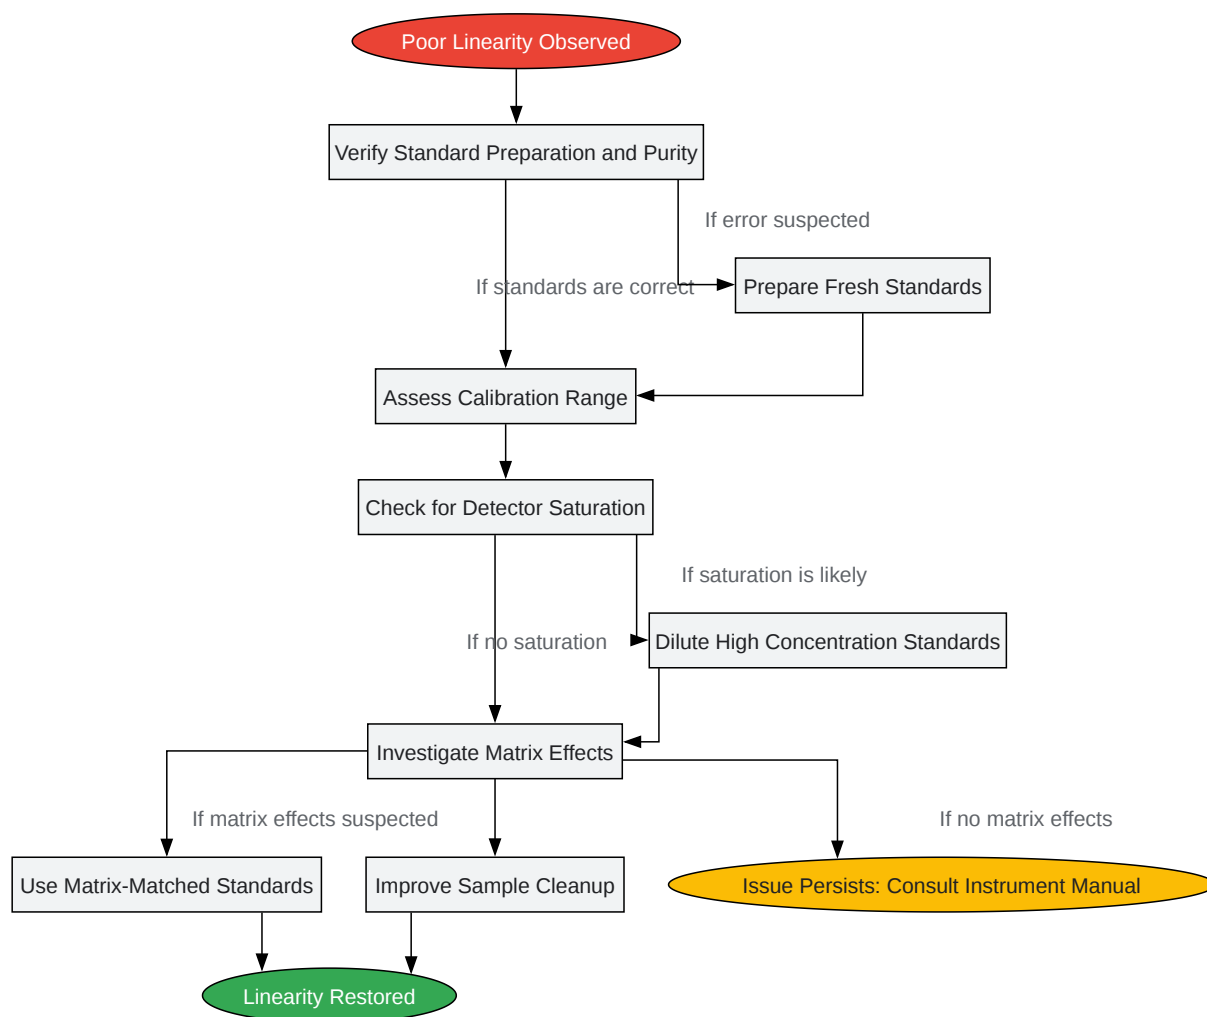 Poor Linearity Observed
Verify Standard Preparation and Purity
If error suspected
If standards are correct
Prepare Fresh Standards
Assess Calibration Range
Check for Detector Saturation
If saturation is likely
If no saturation
Dilute High Concentration Standards
Investigate Matrix Effects
If matrix effects suspected
If no matrix effects
Use Matrix-Matched Standards
Improve Sample Cleanup
Issue Persists: Consult Instrument Manual
Linearity Restored